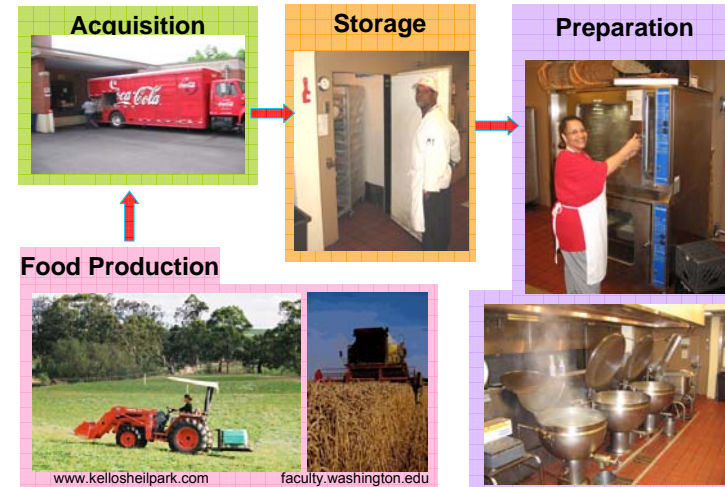 Acquisition
Storage
Preparation
Coca Cola
Food Production
www.kellosheilpark.com
faculty.washington.edu